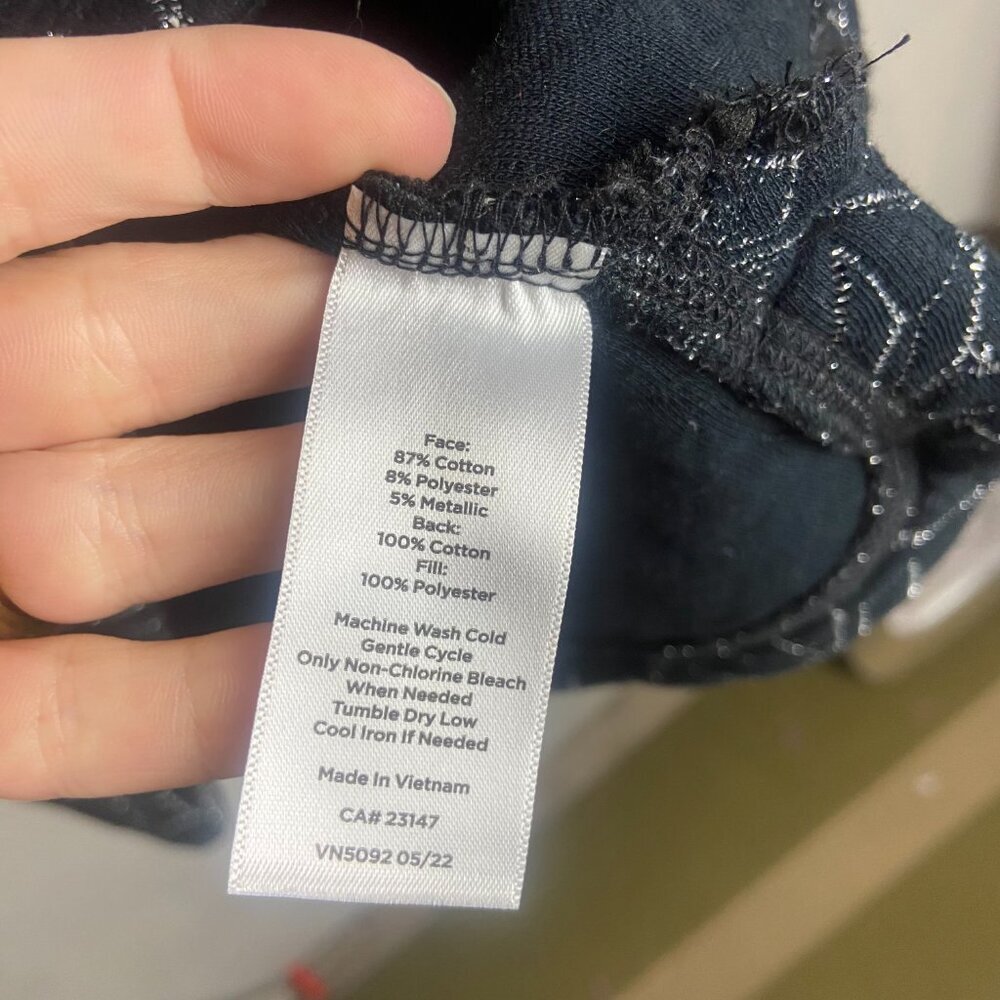 Face:
87% Cotton
8% Polyester
5% Metallic
Back:
100% Cotton
Fill:
100% Polyester
Machine Wash Cold
Gentle Cycle
Only Non-Chlorine Bleach
When Needed
Tumble Dry Low
Cool Iron If Needed
Made In Vietnam
CA# 23147
VN5092 05/22